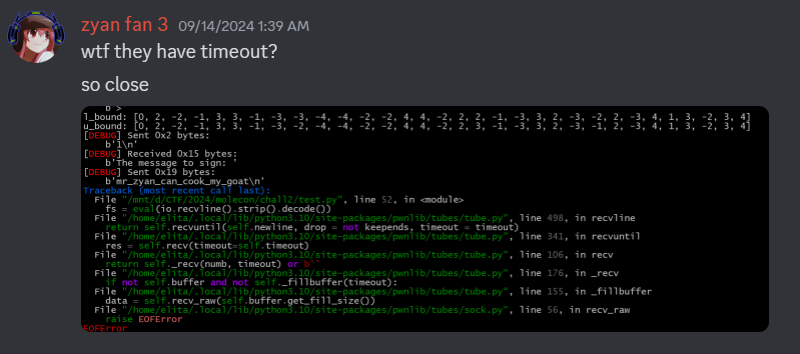 zyan fan 3 09/14/2024 1:39 AM
wtf they have timeout?
so close
b'> '
l_bound: [0, 2, -2, -1, 3, 3, -1, -3, -3, -4, -4, -2, 2, 4, 4, -2, 2, 2, -1, -3, 3, 2, -3, -2, 2, -3, 4, 1, 3, -2, 3, 4]
u_bound: [0, 2, -2, -1, 3, 3, -1, -3, -2, -4, -4, -2, -2, 4, 4, -2, 2, 3, -1, -3, 3, 2, -3, -1, 2, -3, 4, 1, 3, -2, 3, 4]
[DEBUG] Sent 0x2 bytes:
b'1\n'
[DEBUG] Received 0x15 bytes:
b'The message to sign: '
[DEBUG] Sent 0x19 bytes:
b'mr_zyan_can_cook_my_goat\n'
Traceback (most recent call last):
File "/mnt/d/CTF/2024/molecon/chall2/test.py", line 52, in <module>
fs = eval(io.recvline().strip().decode())
File "/home/elita/.local/lib/python3.10/site-packages/pwnlib/tubes/tube.py", line 498, in recvline
return self.recvuntil(self.newline, drop = not keepends, timeout = timeout)
File "/home/elita/.local/lib/python3.10/site-packages/pwnlib/tubes/tube.py", line 341, in recvuntil
res = self.recv(timeout=self.timeout)
File "/home/elita/.local/lib/python3.10/site-packages/pwnlib/tubes/tube.py", line 106, in recv
return self._recv(numb, timeout) or b''
File "/home/elita/.local/lib/python3.10/site-packages/pwnlib/tubes/tube.py", line 176, in _recv
if not self.buffer and not self._fillbuffer(timeout):
File "/home/elita/.local/lib/python3.10/site-packages/pwnlib/tubes/tube.py", line 155, in _fillbuffer
data = self.recv_raw(self.buffer.get_fill_size())
File "/home/elita/.local/lib/python3.10/site-packages/pwnlib/tubes/sock.py", line 56, in recv_raw
raise EOFError
EOFError